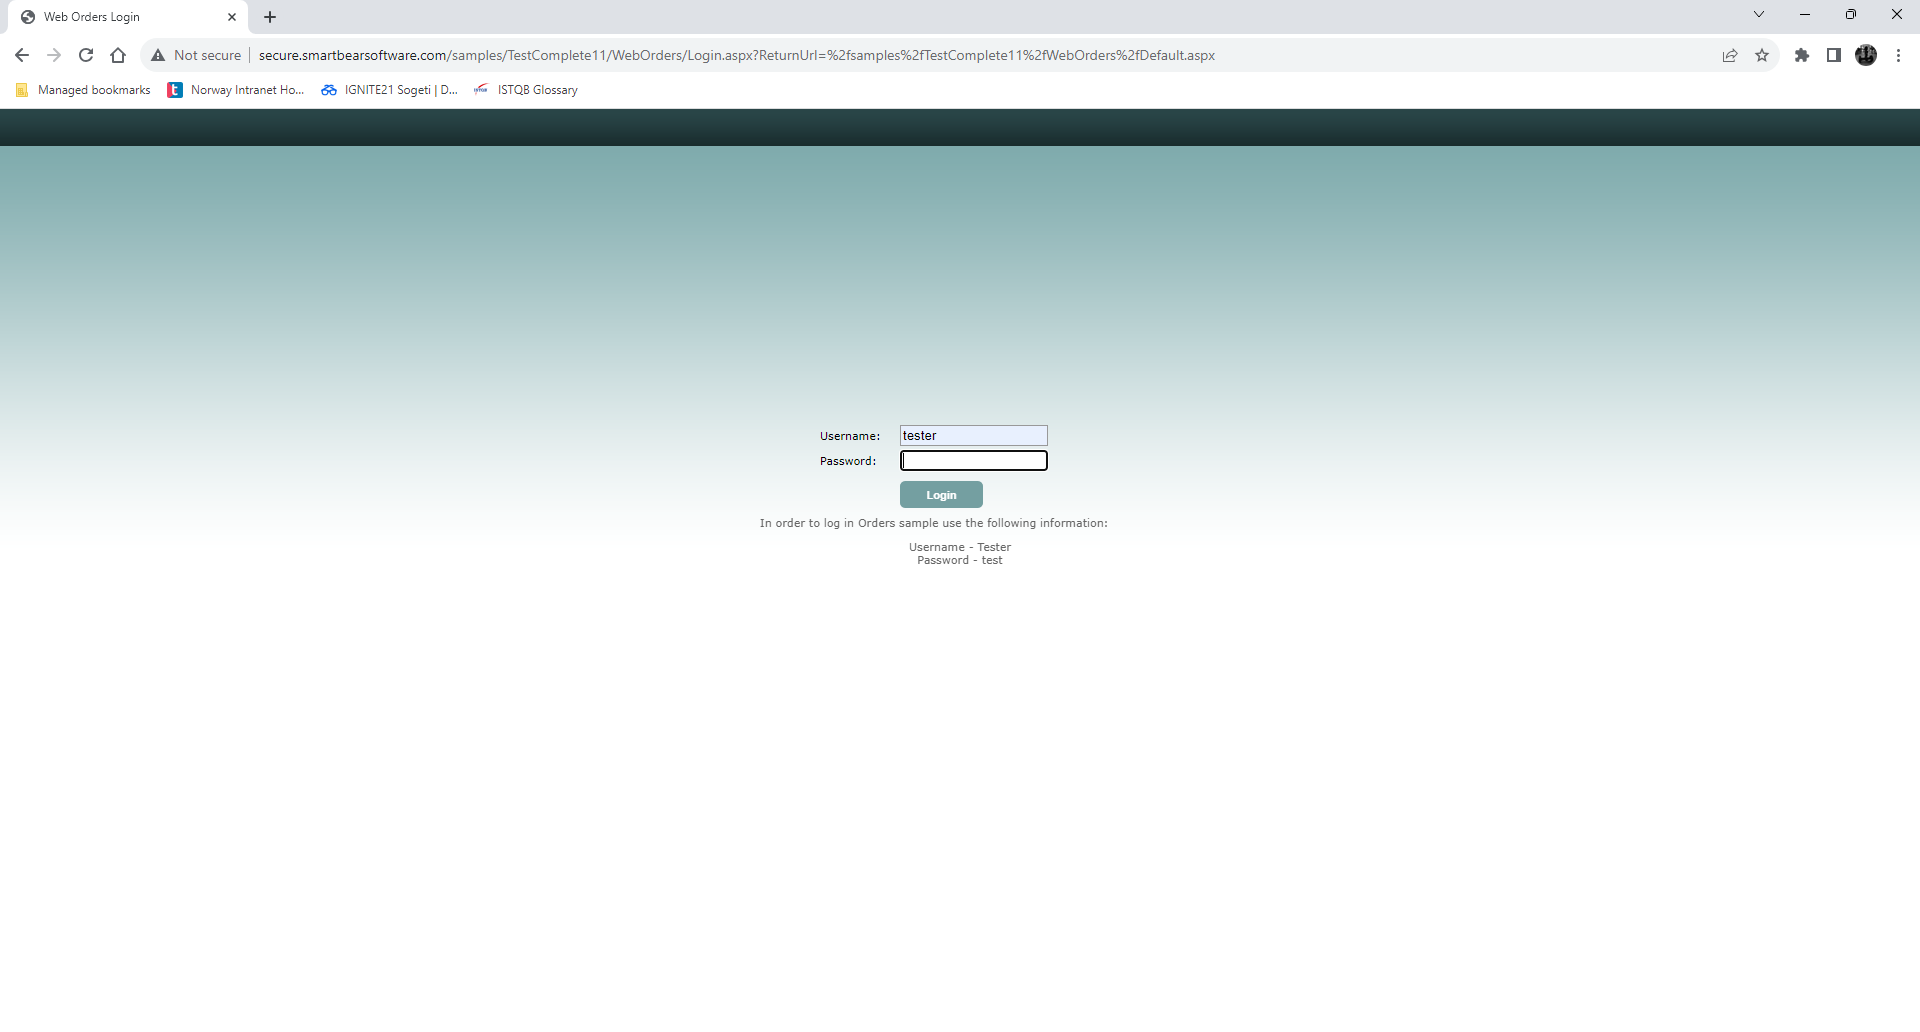 Web Orders Login
Not secure secure.smartbearsoftware.com/samples/TestComplete11/WebOrders/Login.aspx?ReturnUrl=%2fsamples%2fTestComplete11%2fWebOrders%2fDefault.aspx
Managed bookmarks Norway Intranet Ho... IGNITE21 Sogeti | D... ISTQB Glossary
Username: tester
Password:
Login
In order to log in Orders sample use the following information:
Username - Tester
Password - test